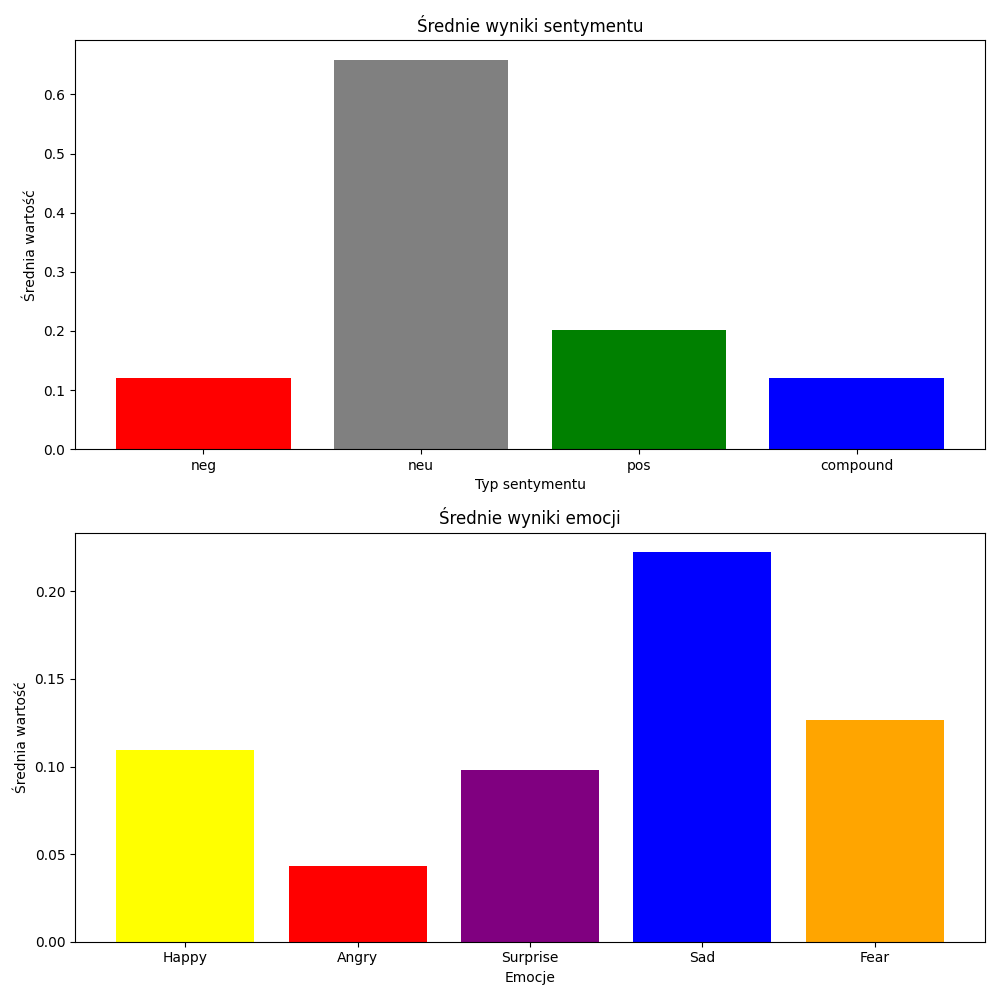 Średnie wyniki sentymentu
Średnia wartość
0.6
0.5
0.4
0.3
0.2
0.1
0.0
neg neu pos compound
Typ sentymentu
Średnie wyniki emocji
Średnia wartość
0.20
0.15
0.10
0.05
0.00
Happy Angry Surprise Sad Fear
Emocje